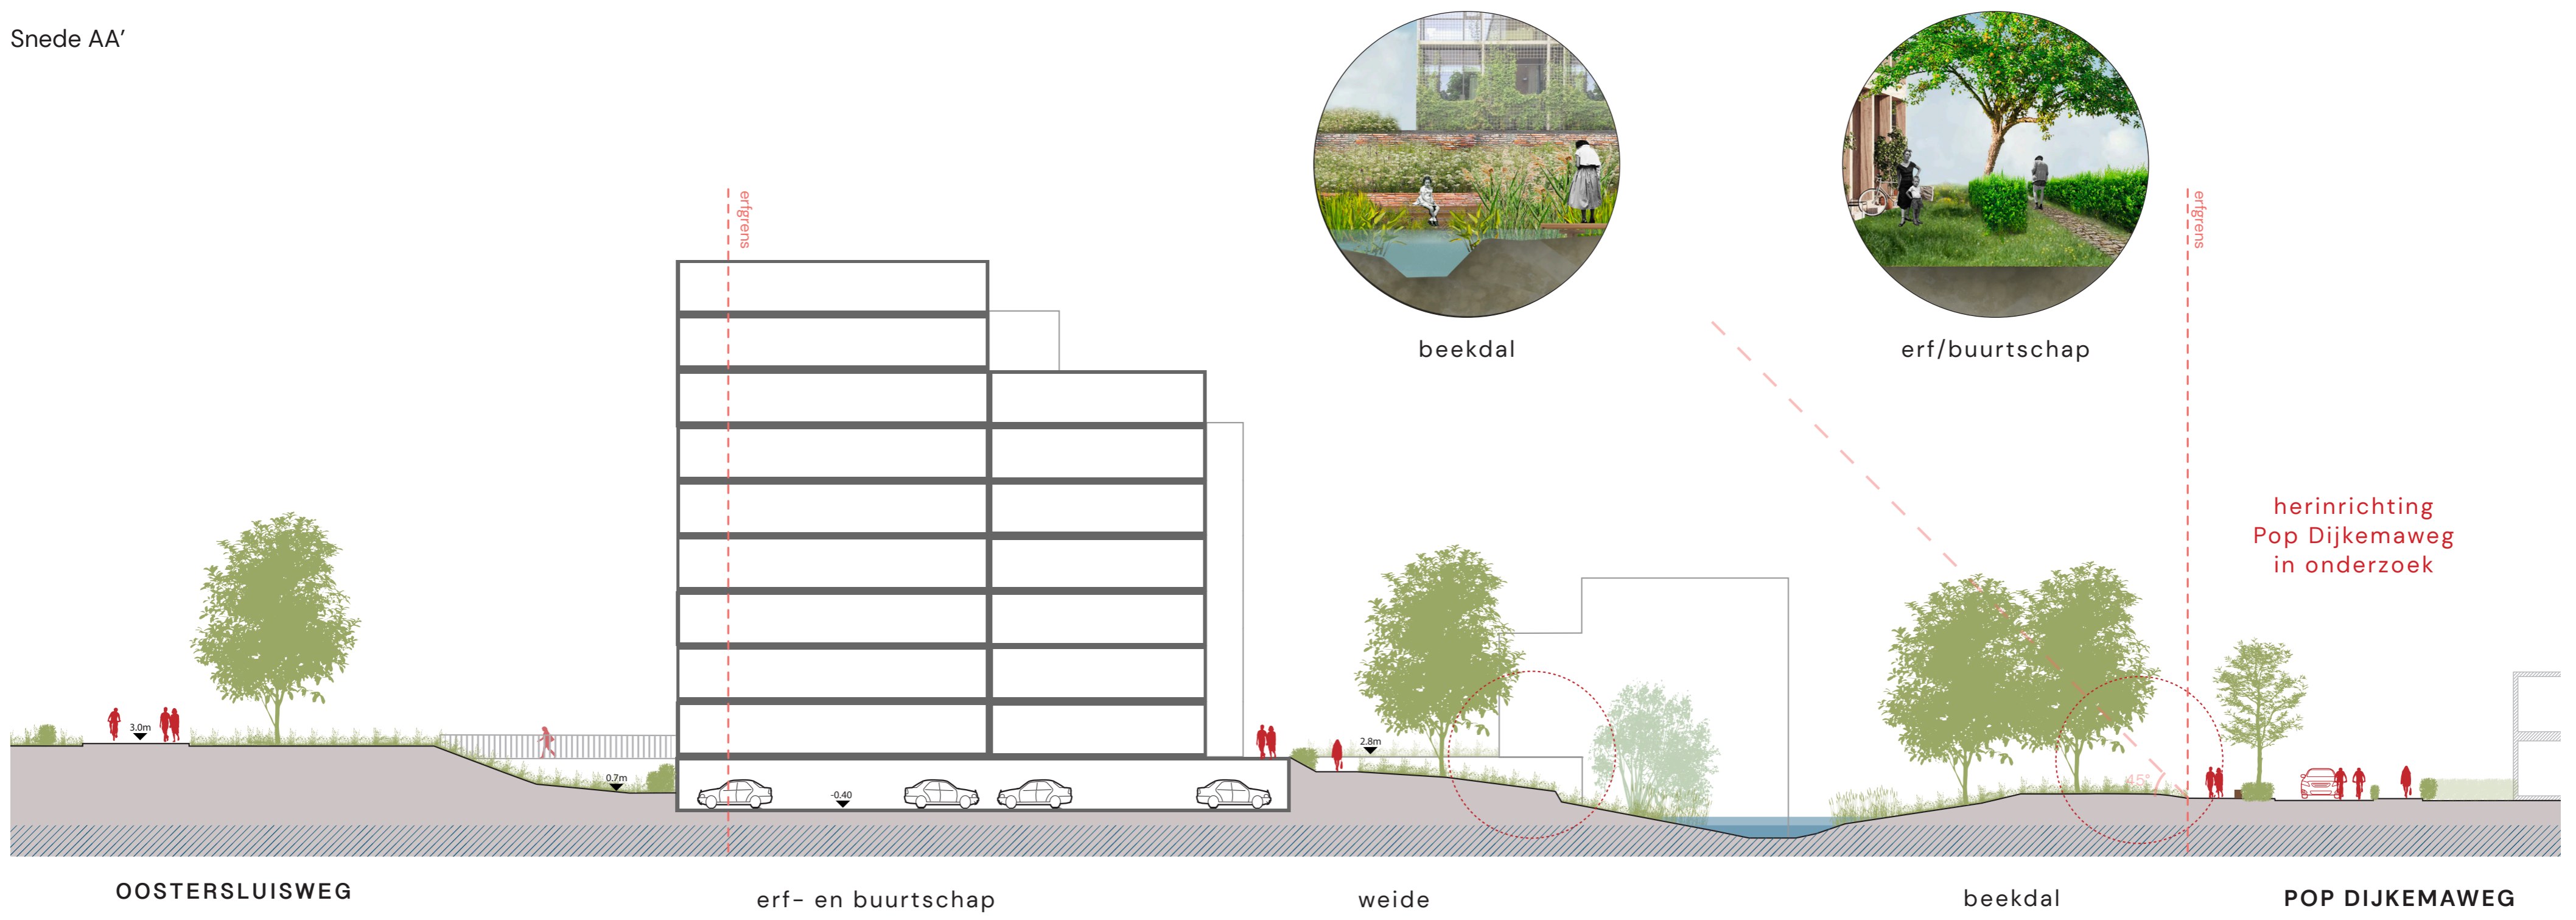 Snede AA'
erfgrens
erfgrens
beekdal
erf/buurtschap
herinrichting
Pop Dijkemaweg
in onderzoek
3.0m
0.7m
-0.40
2.8m
45°
OOSTERSLUISWEG
erf- en buurtschap
weide
beekdal
POP DIJKEMAWEG